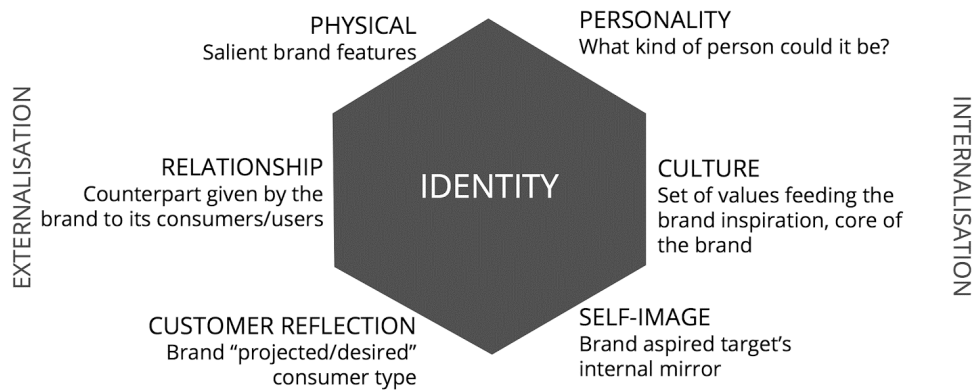 PHYSICAL
Salient brand features
PERSONALITY
What kind of person could it be?
EXTERNALISATION
RELATIONSHIP
Counterpart given by the
brand to its consumers/users
IDENTITY
CULTURE
Set of values feeding the
brand inspiration, core of
the brand
INTERNALISATION
CUSTOMER REFLECTION
Brand “projected/desired”
consumer type
SELF-IMAGE
Brand aspired target’s
internal mirror